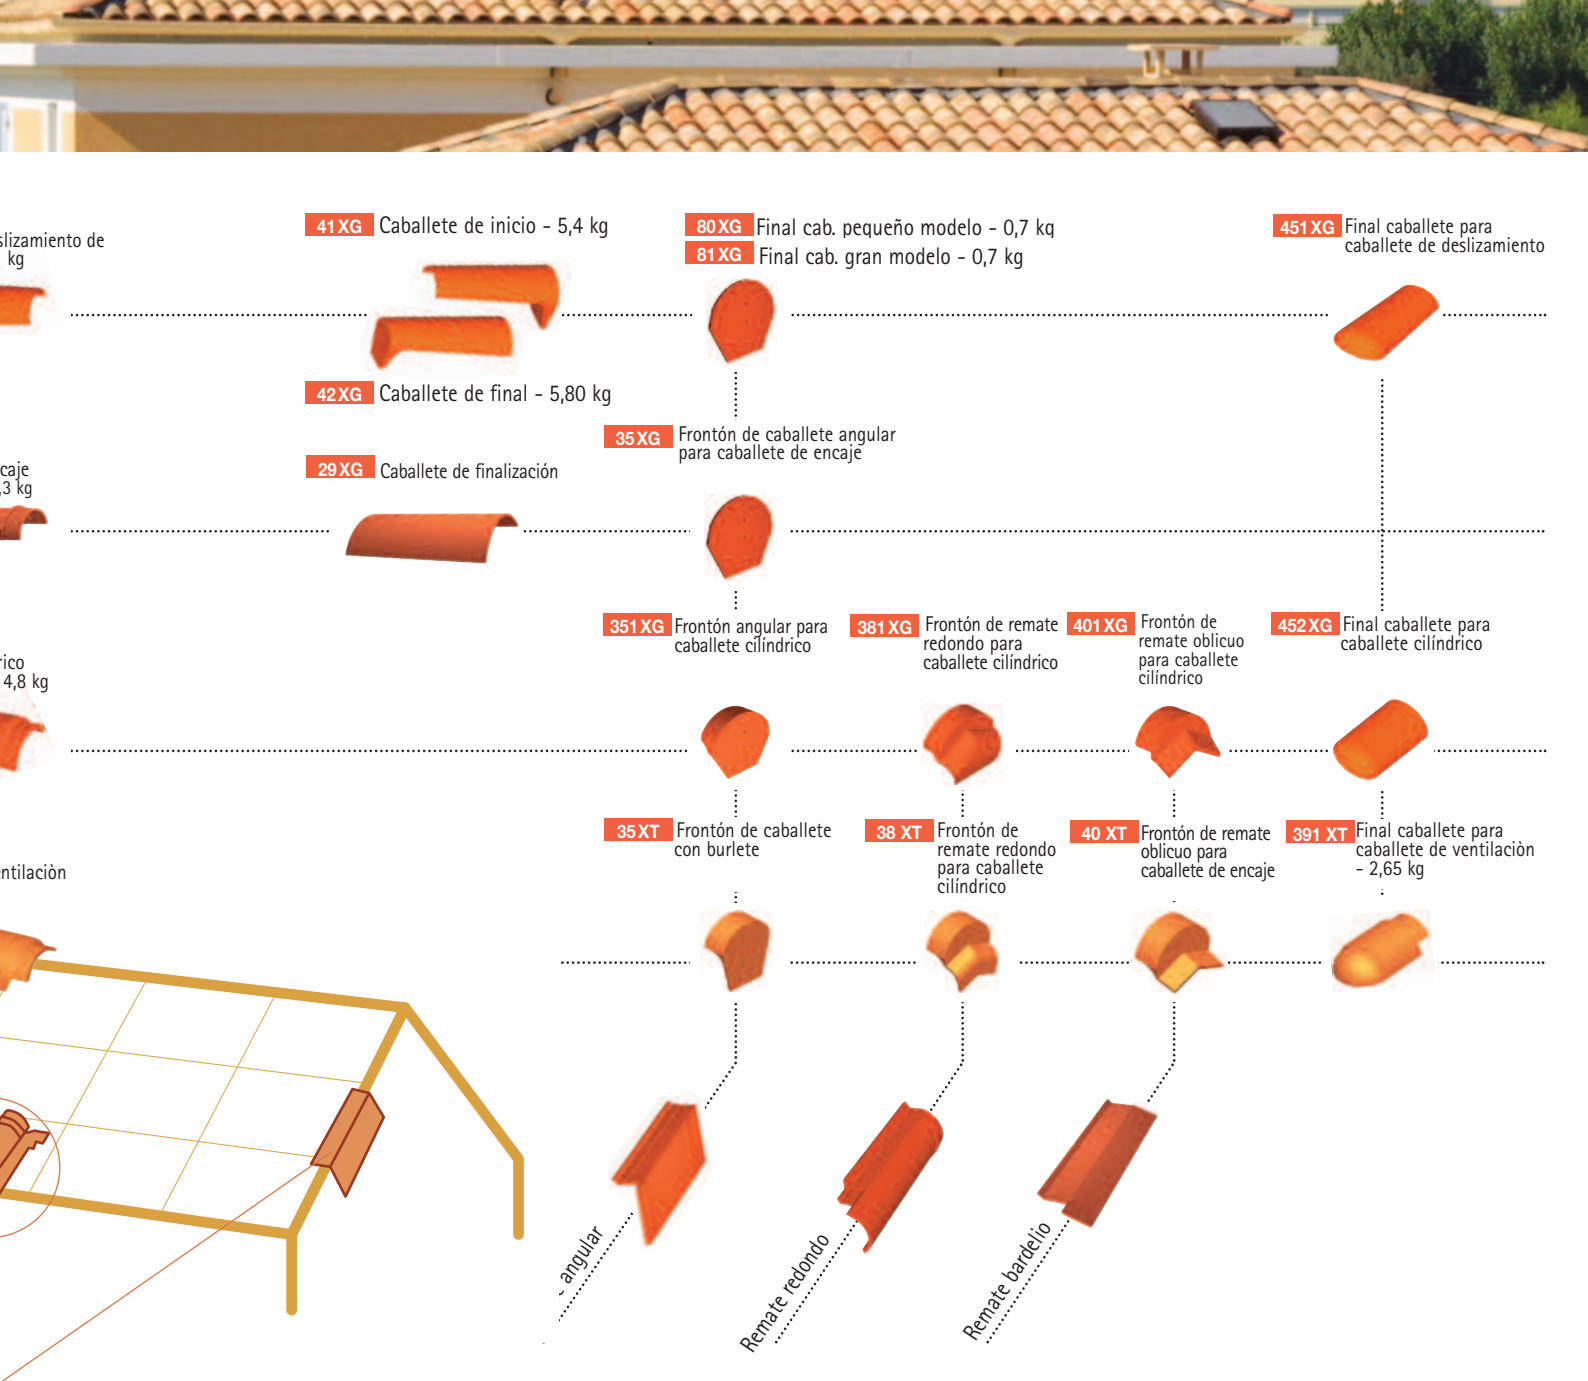 slizamiento de
kg
41 XG Caballete de inicio - 5,4 kg
80 XG Final cab. pequeño modelo - 0,7 kg
81 XG Final cab. gran modelo - 0,7 kg
451 XG Final caballete para
caballete de deslizamiento
42 XG Caballete de final - 5,80 kg
35 XG Frontón de caballete angular
para caballete de encaje
caje
,3 kg
29 XG Caballete de finalización
351 XG Frontón angular para
caballete cilíndrico
381 XG Frontón de remate
redondo para
caballete cilíndrico
401 XG Frontón de
remate oblicuo
para caballete
cilíndrico
452 XG Final caballete para
caballete cilíndrico
rico
4,8 kg
35 XT Frontón de caballete
con burlete
38 XT Frontón de
remate redondo
para caballete
cilíndrico
40 XT Frontón de remate
oblicuo para
caballete de encaje
391 XT Final caballete para
caballete de ventilaciòn
- 2,65 kg
entilaciòn
angular
Remate redondo
Remate bardelio